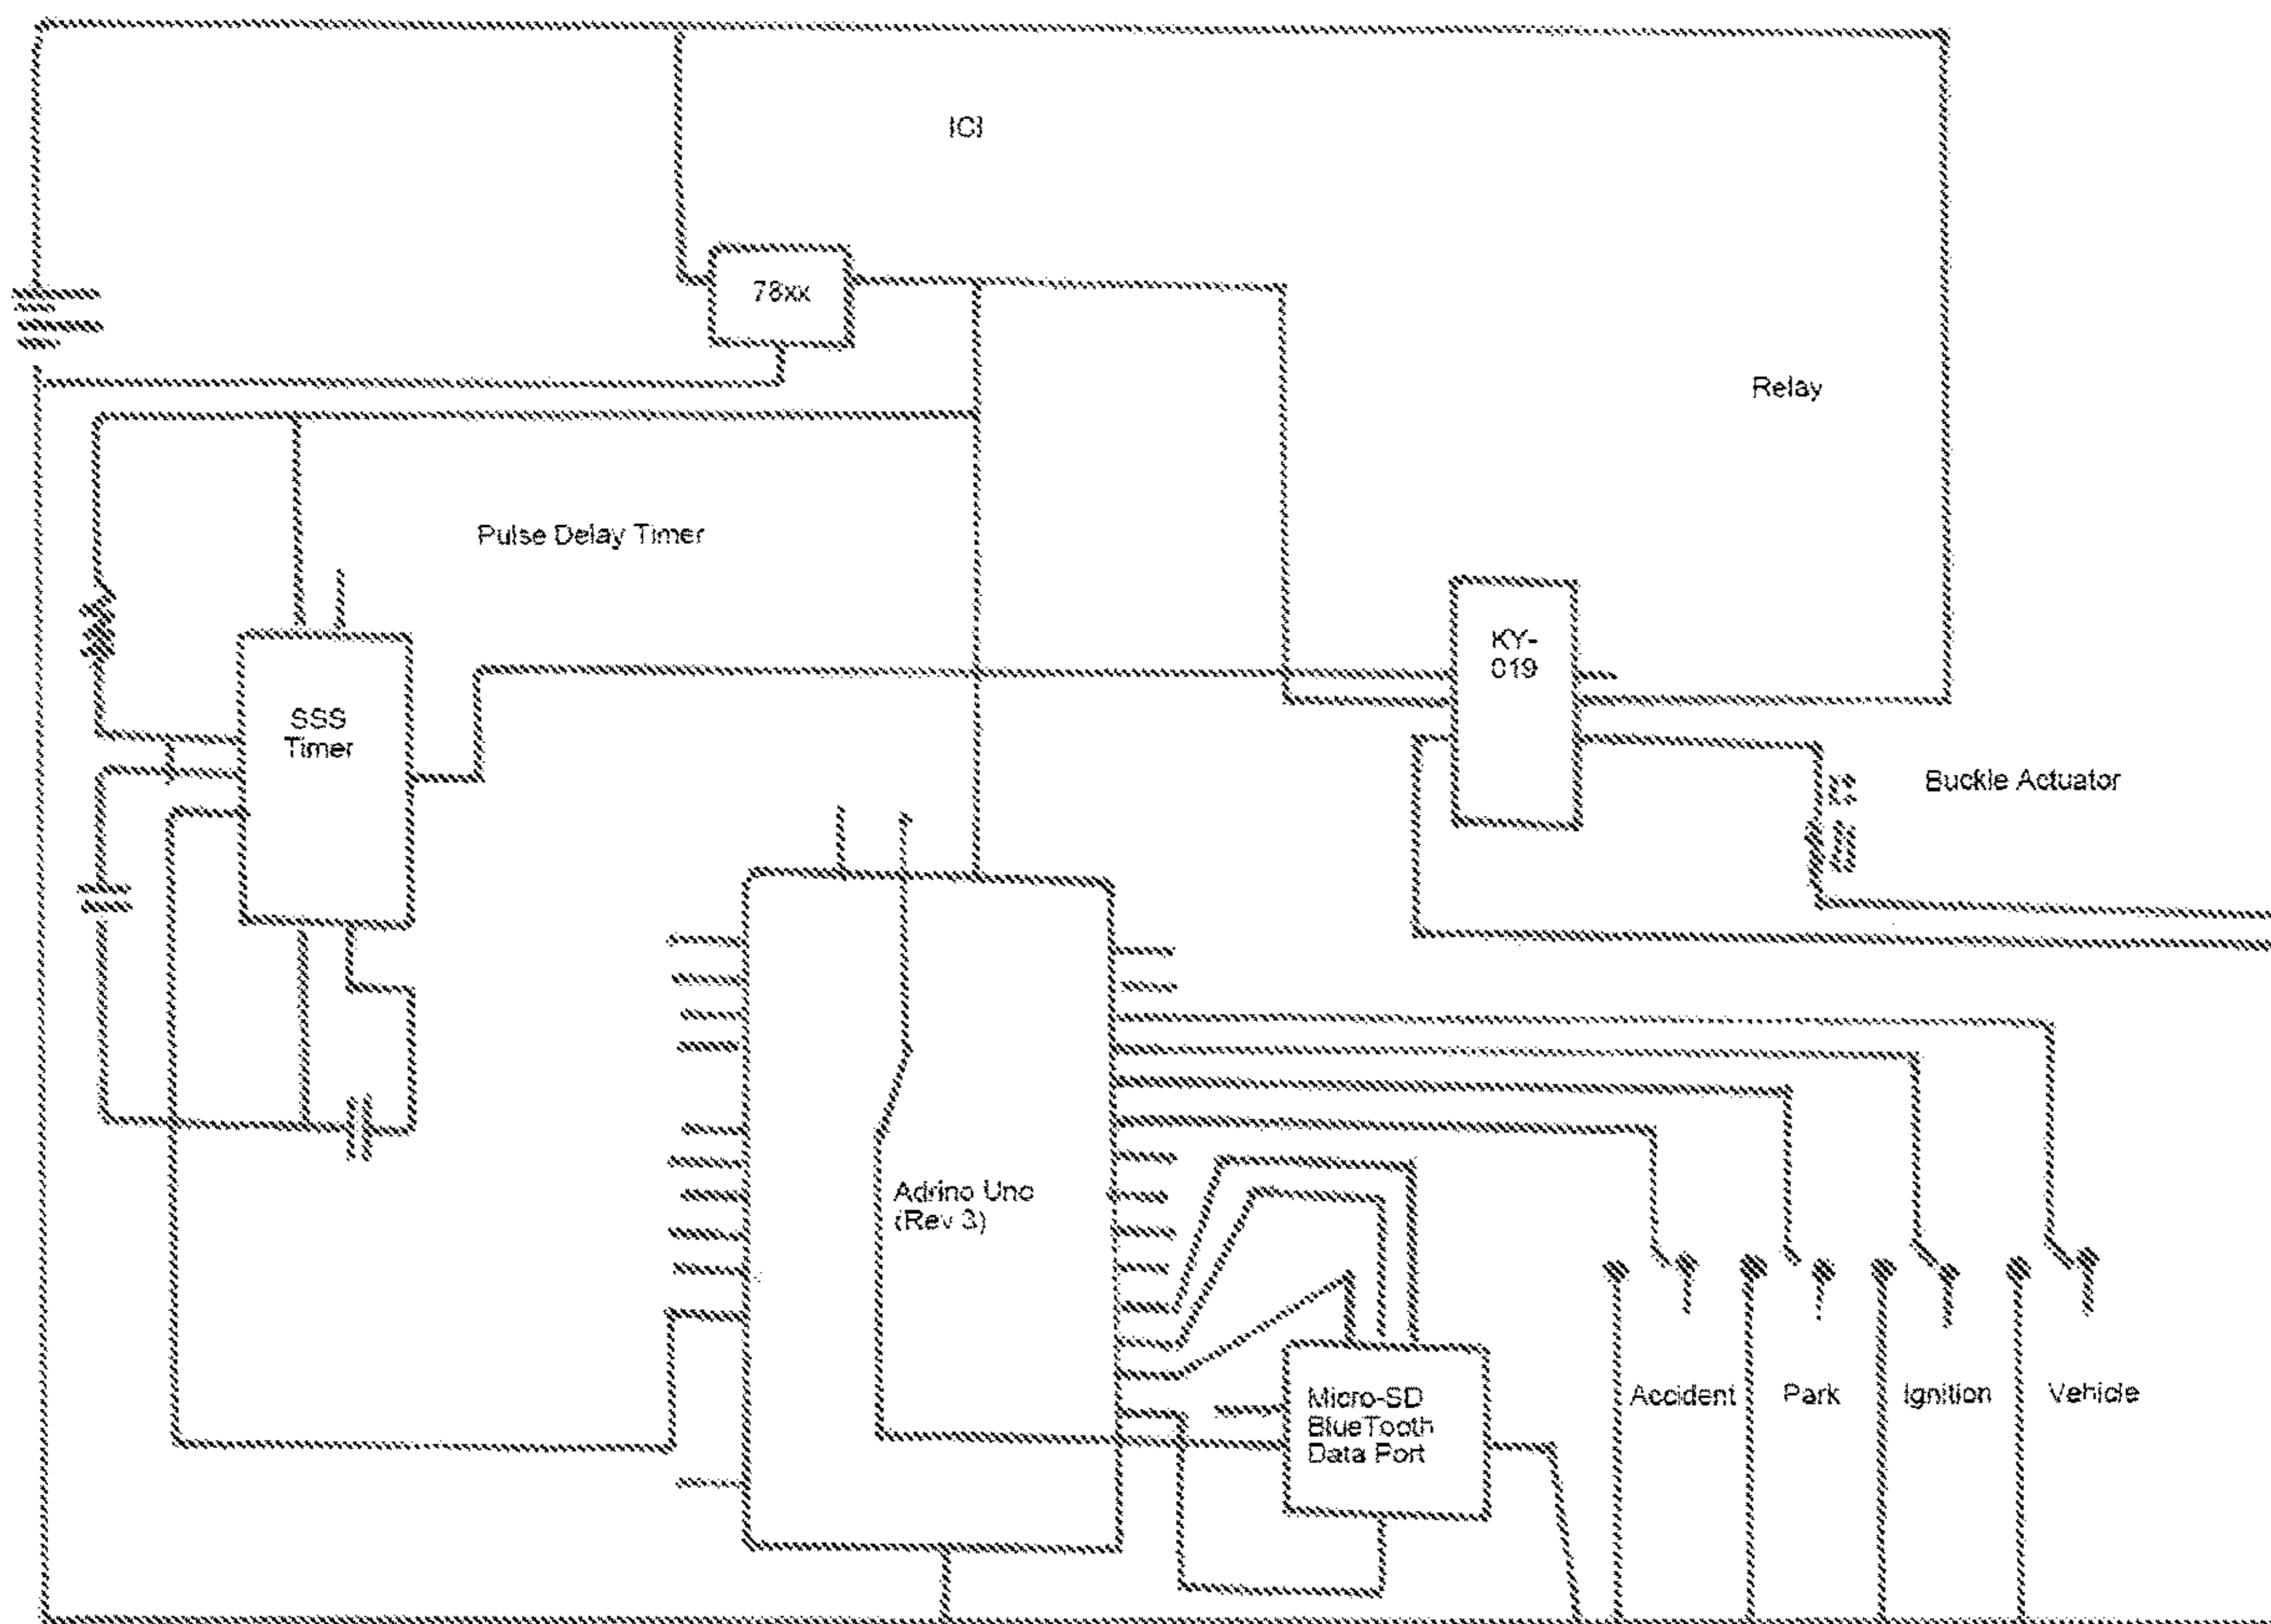 ICI
78xx
Relay
Pulse Delay Timer
KY-
019
SSS
Timer
Buckle Actuator
Adrino Uno
(Rev 3)
Micro-SD
BlueTooth
Data Port
Accident
Park
Ignition
Vehicle